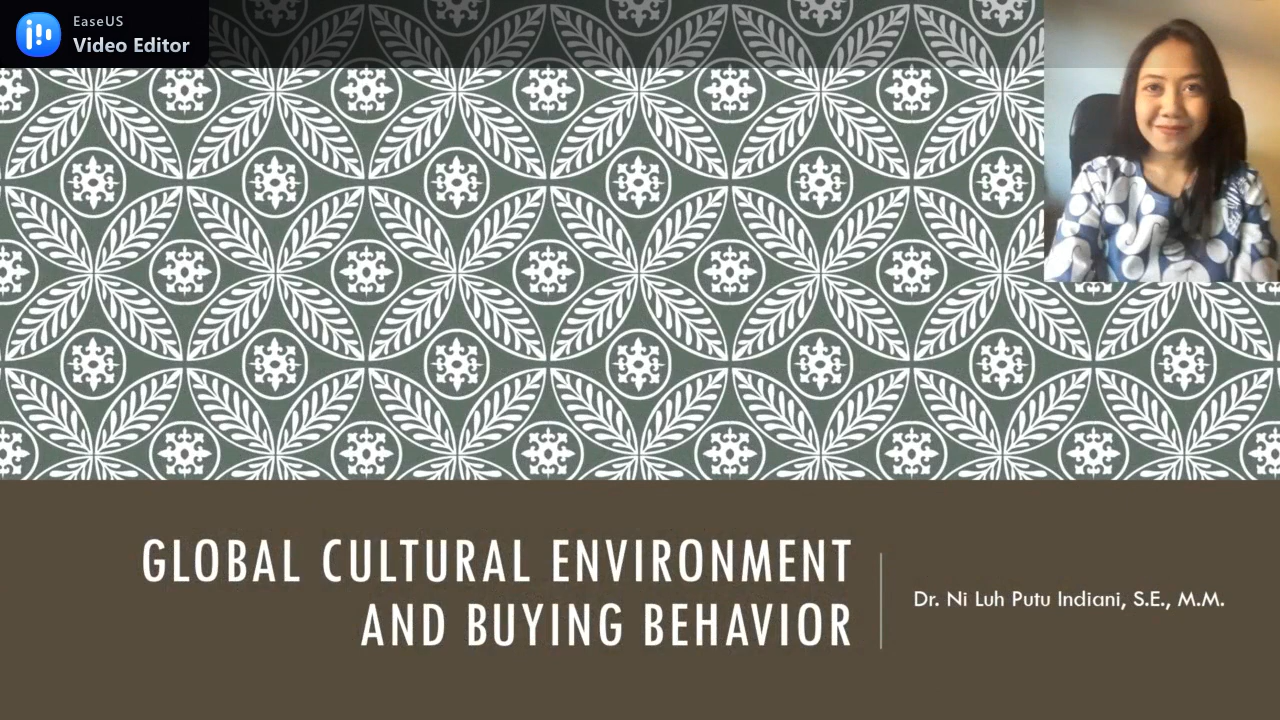 EaseUS
Video Editor
GLOBAL CULTURAL ENVIRONMENT
AND BUYING BEHAVIOR
Dr. Ni Luh Putu Indiani, S.E., M.M.